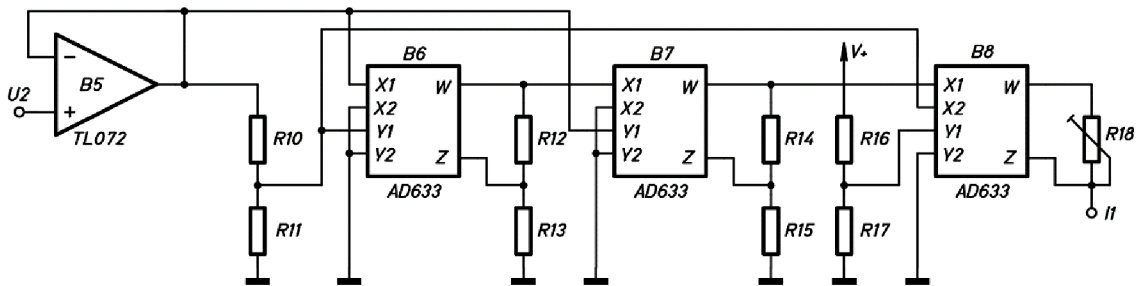 B5
U2
TL072
R10
R11
B6
X1
X2
Y1
Y2
W
Z
AD633
R12
R13
B7
X1
X2
Y1
Y2
W
Z
AD633
R14
R15
V+
R16
R17
B8
X1
X2
Y1
Y2
W
Z
AD633
R18
I1